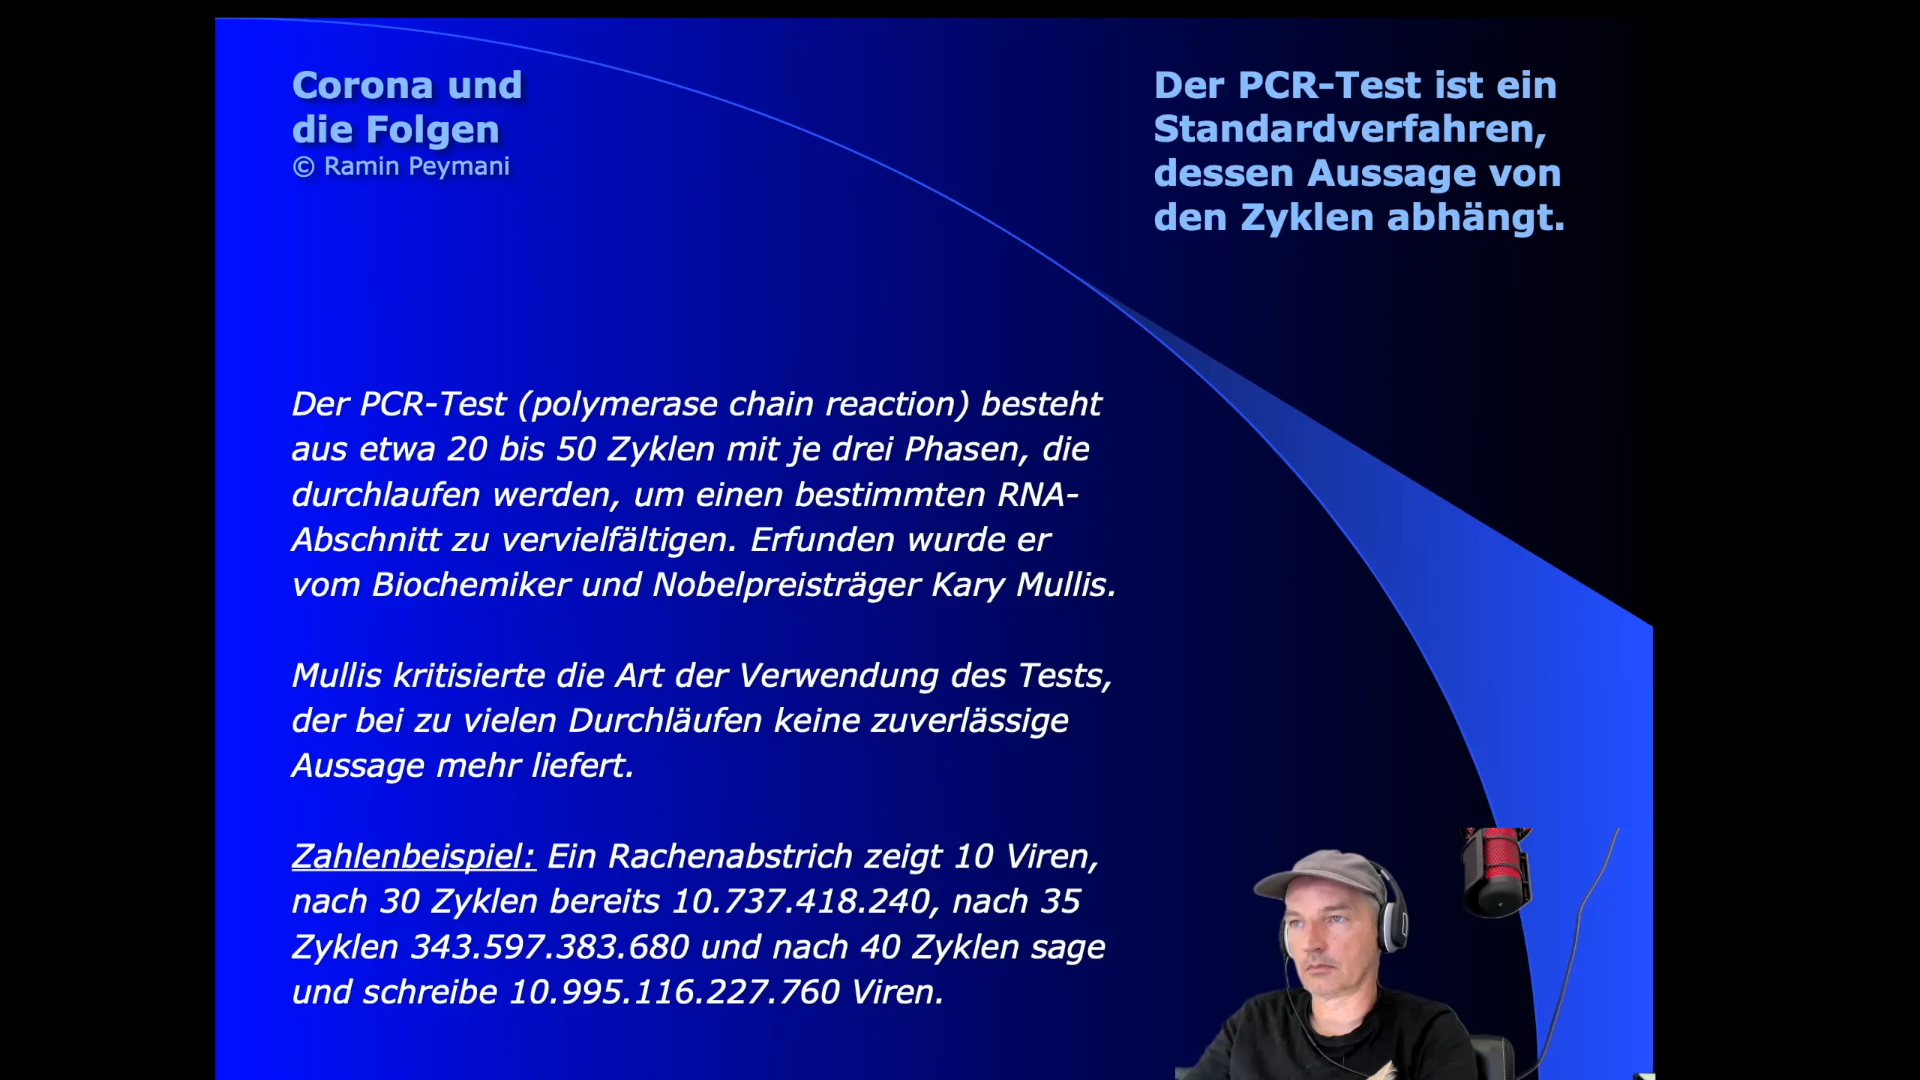 Corona und
die Folgen
© Ramin Peymani
Der PCR-Test ist ein
Standardverfahren,
dessen Aussage von
den Zyklen abhängt.
Der PCR-Test (polymerase chain reaction) besteht
aus etwa 20 bis 50 Zyklen mit je drei Phasen, die
durchlaufen werden, um einen bestimmten RNA-
Abschnitt zu vervielfältigen. Erfunden wurde er
vom Biochemiker und Nobelpreisträger Kary Mullis.
Mullis kritisierte die Art der Verwendung des Tests,
der bei zu vielen Durchläufen keine zuverlässige
Aussage mehr liefert.
Zahlenbeispiel: Ein Rachenabstrich zeigt 10 Viren,
nach 30 Zyklen bereits 10.737.418.240, nach 35
Zyklen 343.597.383.680 und nach 40 Zyklen sage
und schreibe 10.995.116.227.760 Viren.